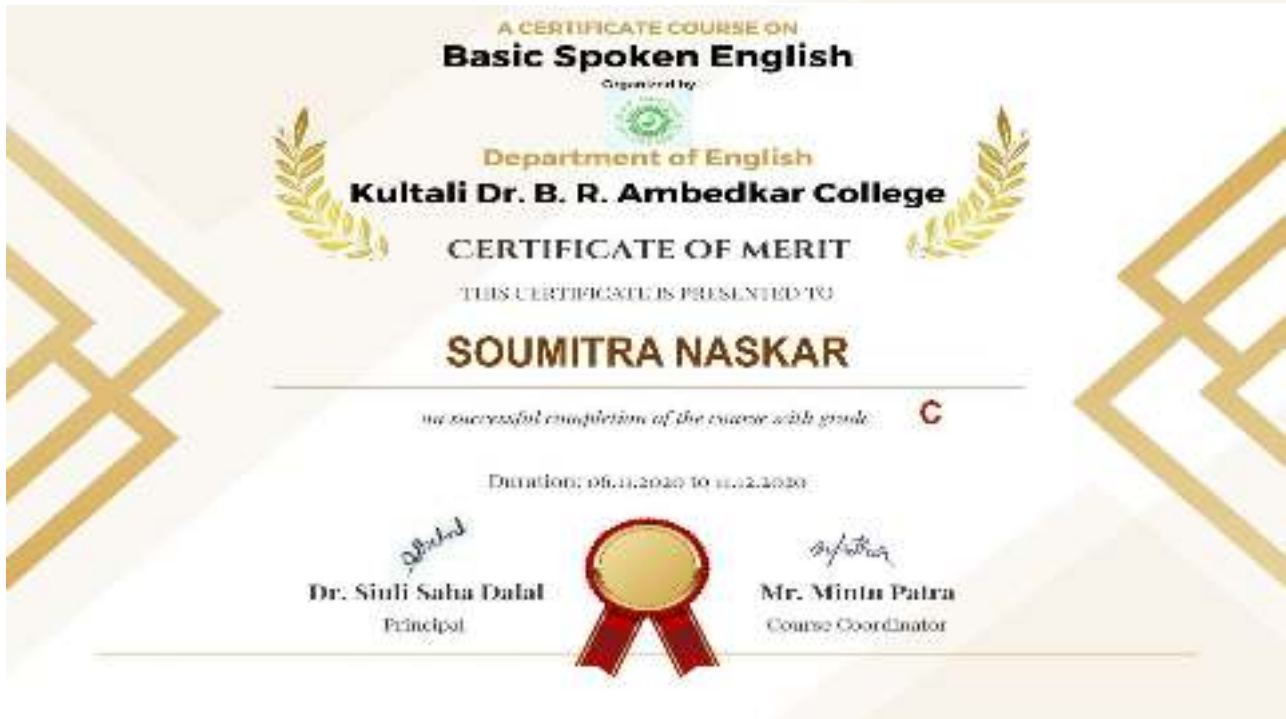 A CERTIFICATE COURSE ON
Basic Spoken English
Organized by
Department of English
Kultali Dr. B. R. Ambedkar College
CERTIFICATE OF MERIT
THIS CERTIFICATE IS PRESENTED TO
SOUMITRA NASKAR
on successful completion of the course with grade C
Duration: 06.11.2020 to 11.12.2020
Dr. Siuli Saha Dalal Mr. Mintu Patra
Principal Course Coordinator